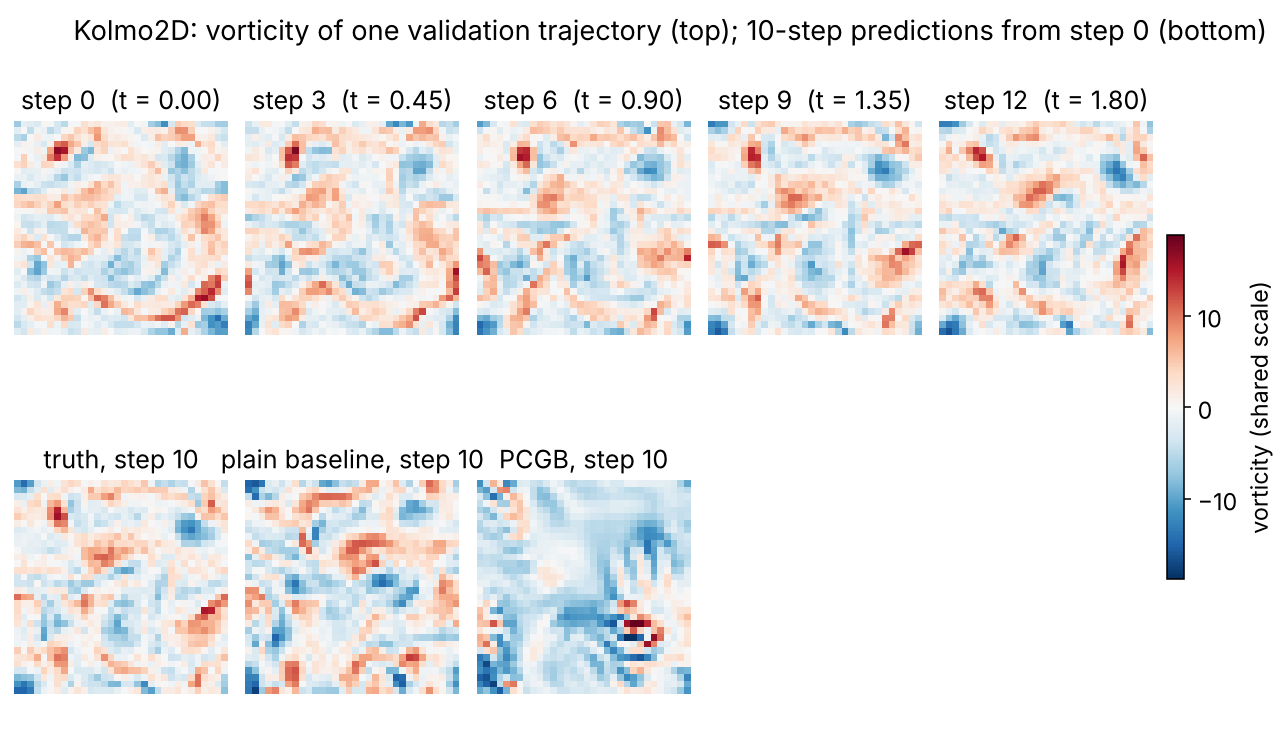 Kolmo2D: vorticity of one validation trajectory (top); 10-step predictions from step 0 (bottom)
step 0 (t = 0.00)
step 3 (t = 0.45)
step 6 (t = 0.90)
step 9 (t = 1.35)
step 12 (t = 1.80)
10
0
−10
vorticity (shared scale)
truth, step 10
plain baseline, step 10
PCGB, step 10